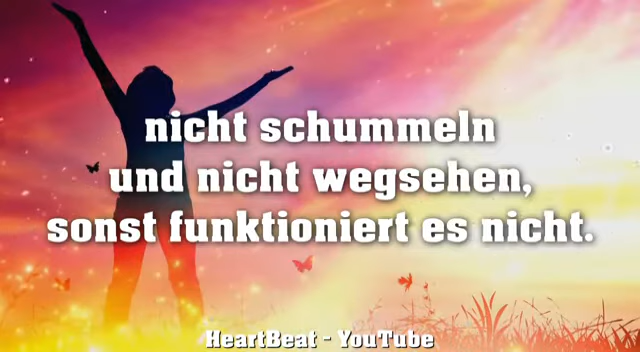 nicht schummeln
und nicht wegsehen,
sonst funktioniert es nicht.
HeartBeat - YouTube